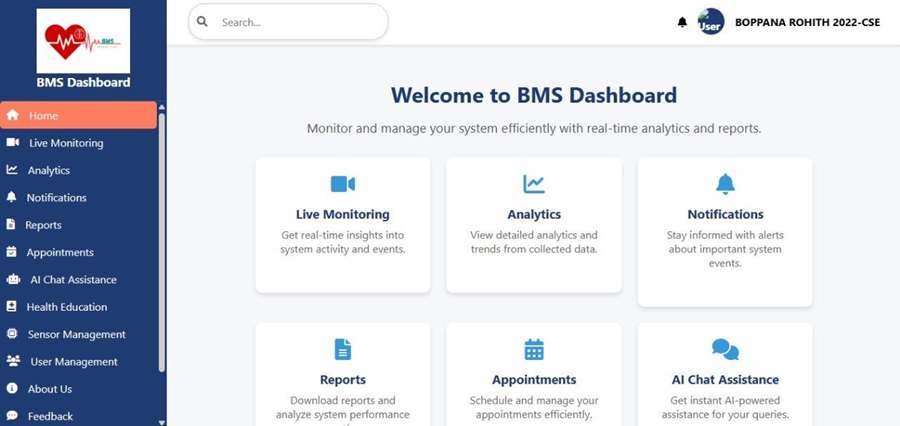 BMS
BMS Dashboard
Home
Live Monitoring
Analytics
Notifications
Reports
Appointments
AI Chat Assistance
Health Education
Sensor Management
User Management
About Us
Feedback
Search...
User
BOPPANA ROHITH 2022-CSE
Welcome to BMS Dashboard
Monitor and manage your system efficiently with real-time analytics and reports.
Live Monitoring
Get real-time insights into
system activity and events.
Analytics
View detailed analytics and
trends from collected data.
Notifications
Stay informed with alerts
about important system
events.
Reports
Download reports and
analyze system performance
Appointments
Schedule and manage your
appointments efficiently.
AI Chat Assistance
Get instant AI-powered
assistance for your queries.